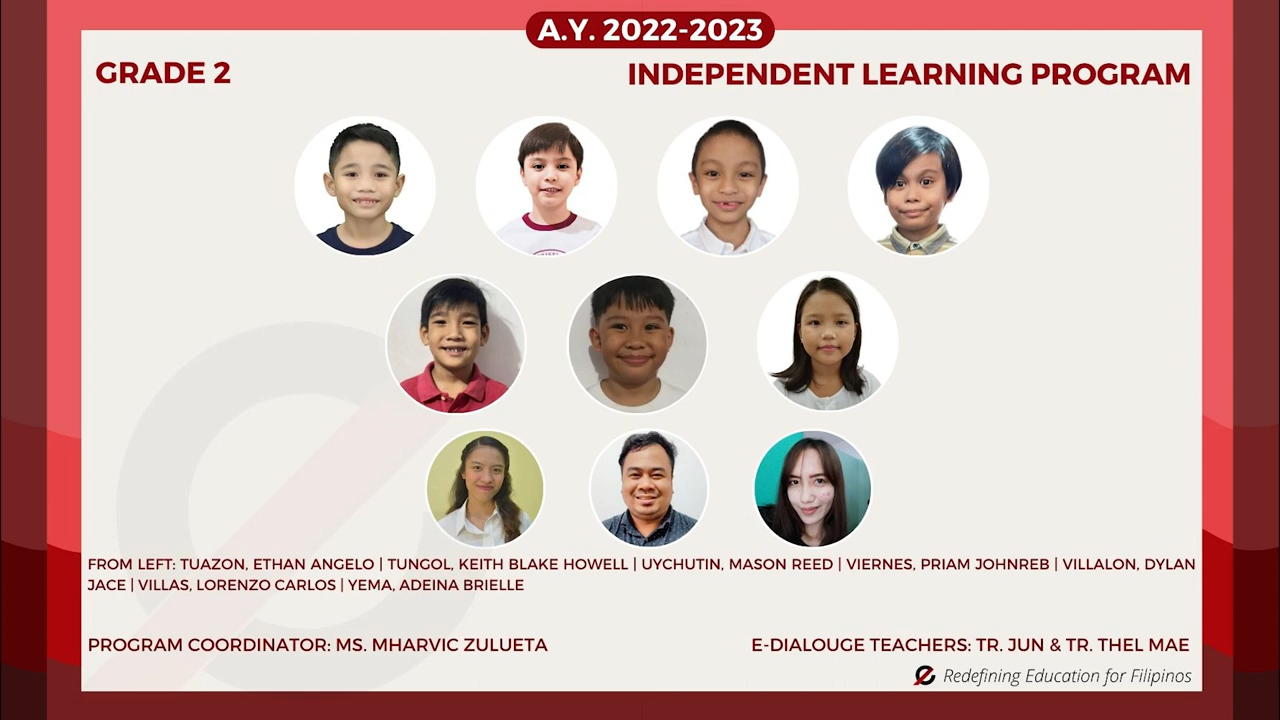 A.Y. 2022-2023
GRADE 2
INDEPENDENT LEARNING PROGRAM
FROM LEFT: TUAZON, ETHAN ANGELO | TUNGOL, KEITH BLAKE HOWELL | UYCHUTIN, MASON REED | VIERNES, PRIAM JOHNREB | VILLALON, DYLAN
JACE | VILLAS, LORENZO CARLOS | YEMA, ADEINA BRIELLE
PROGRAM COORDINATOR: MS. MHARVIC ZULUETA
E-DIALOUGE TEACHERS: TR. JUN & TR. THEL MAE
Redefining Education for Filipinos